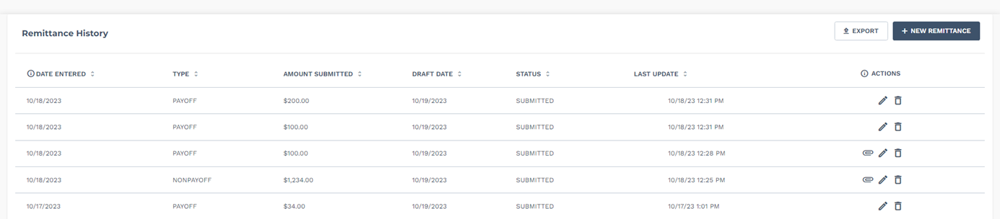 Remittance History
EXPORT
+ NEW REMITTANCE
DATE ENTERED TYPE AMOUNT SUBMITTED DRAFT DATE STATUS LAST UPDATE ACTIONS
10/18/2023 PAYOFF $200.00 10/19/2023 SUBMITTED 10/18/23 12:31 PM
10/18/2023 PAYOFF $100.00 10/19/2023 SUBMITTED 10/18/23 12:31 PM
10/18/2023 PAYOFF $100.00 10/19/2023 SUBMITTED 10/18/23 12:28 PM
10/18/2023 NONPAYOFF $1,234.00 10/19/2023 SUBMITTED 10/18/23 12:25 PM
10/17/2023 PAYOFF $34.00 10/19/2023 SUBMITTED 10/17/23 1:01 PM